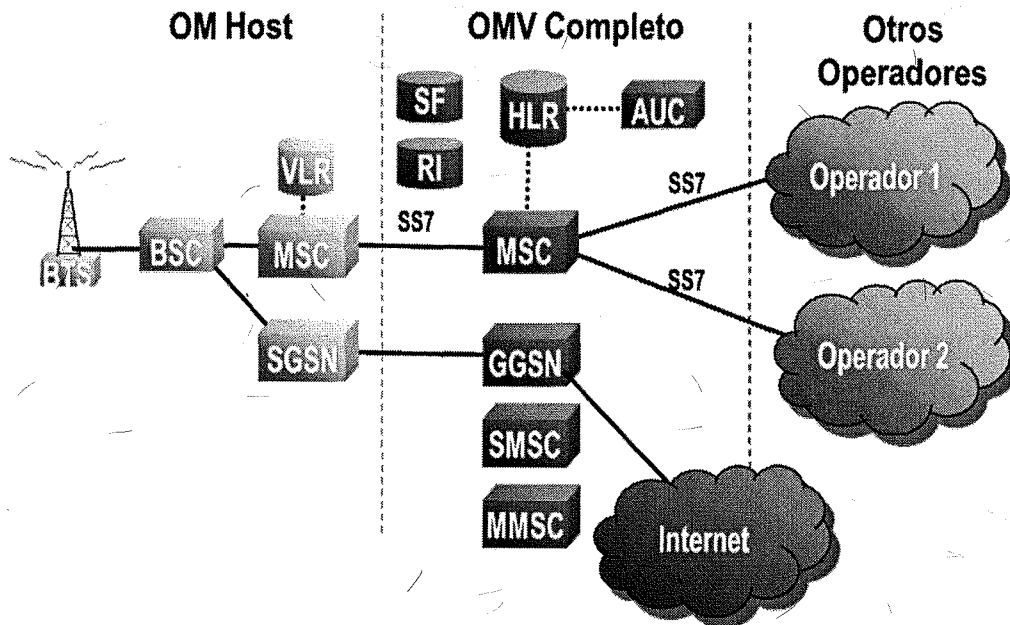 OM Host
OMV Completo
Otros
Operadores
SF
HLR
AUC
RI
VLR
Operador 1
SS7
SS7
BTS
BSC
MSC
MSC
SS7
SGSN
GGSN
Operador 2
SMSC
MMSC
Internet